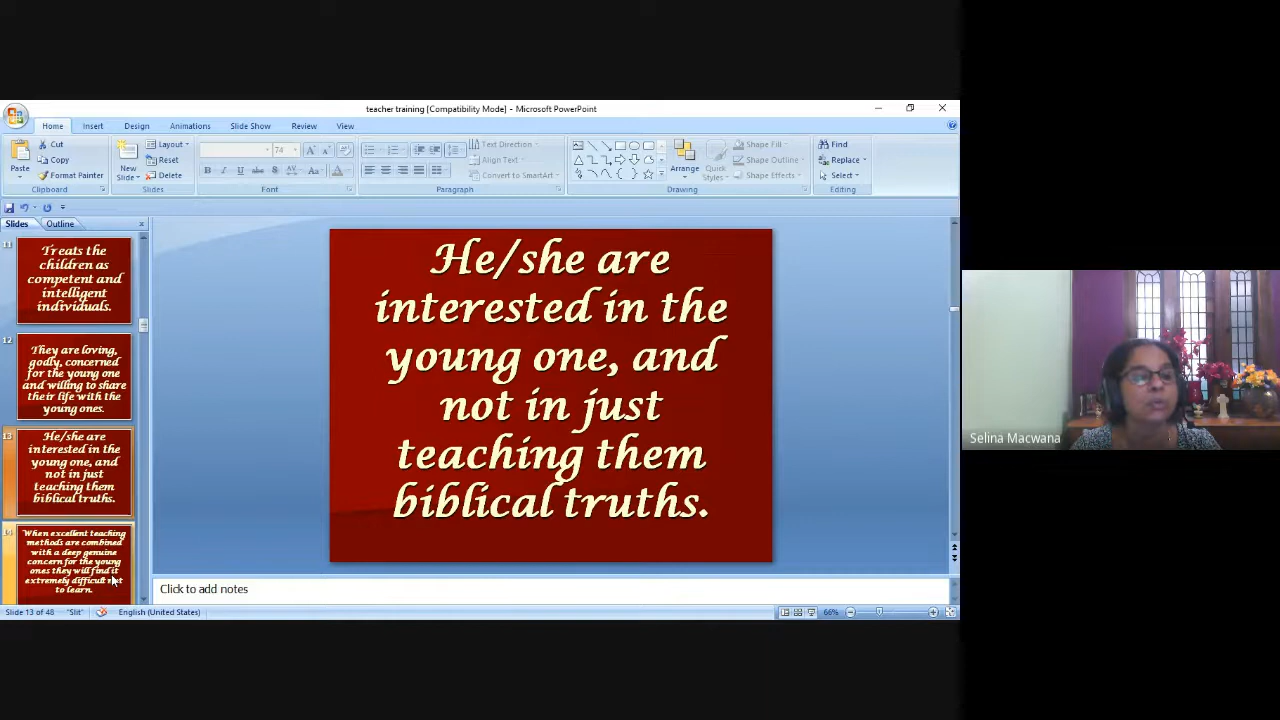 teacher training [Compatibility Mode] - Microsoft PowerPoint
Home Insert Design Animations Slide Show Review View
Cut
Copy
Format Painter
Paste
Clipboard
New Slide
Layout
Reset
Delete
Slides
74
B I U abc S AV Aa A
Font
Text Direction
Align Text
Convert to SmartArt
Paragraph
Arrange
Quick Styles
Shape Fill
Shape Outline
Shape Effects
Drawing
Find
Replace
Select
Editing
Slides Outline
11
Treats the
children as
competent and
intelligent
individuals.
12
They are loving,
godly, concerned
for the young one
and willing to share
their life with the
young ones.
13
He/she are
interested in the
young one, and
not in just
teaching them
biblical truths.
14
When excellent teaching
methods are combined
with a deep genuine
concern for the young
ones they will find it
extremely difficult not
to learn.
He/she are
interested in the
young one, and
not in just
teaching them
biblical truths.
Click to add notes
Slide 13 of 48 "Slit" English (United States) 66%
Selina Macwana